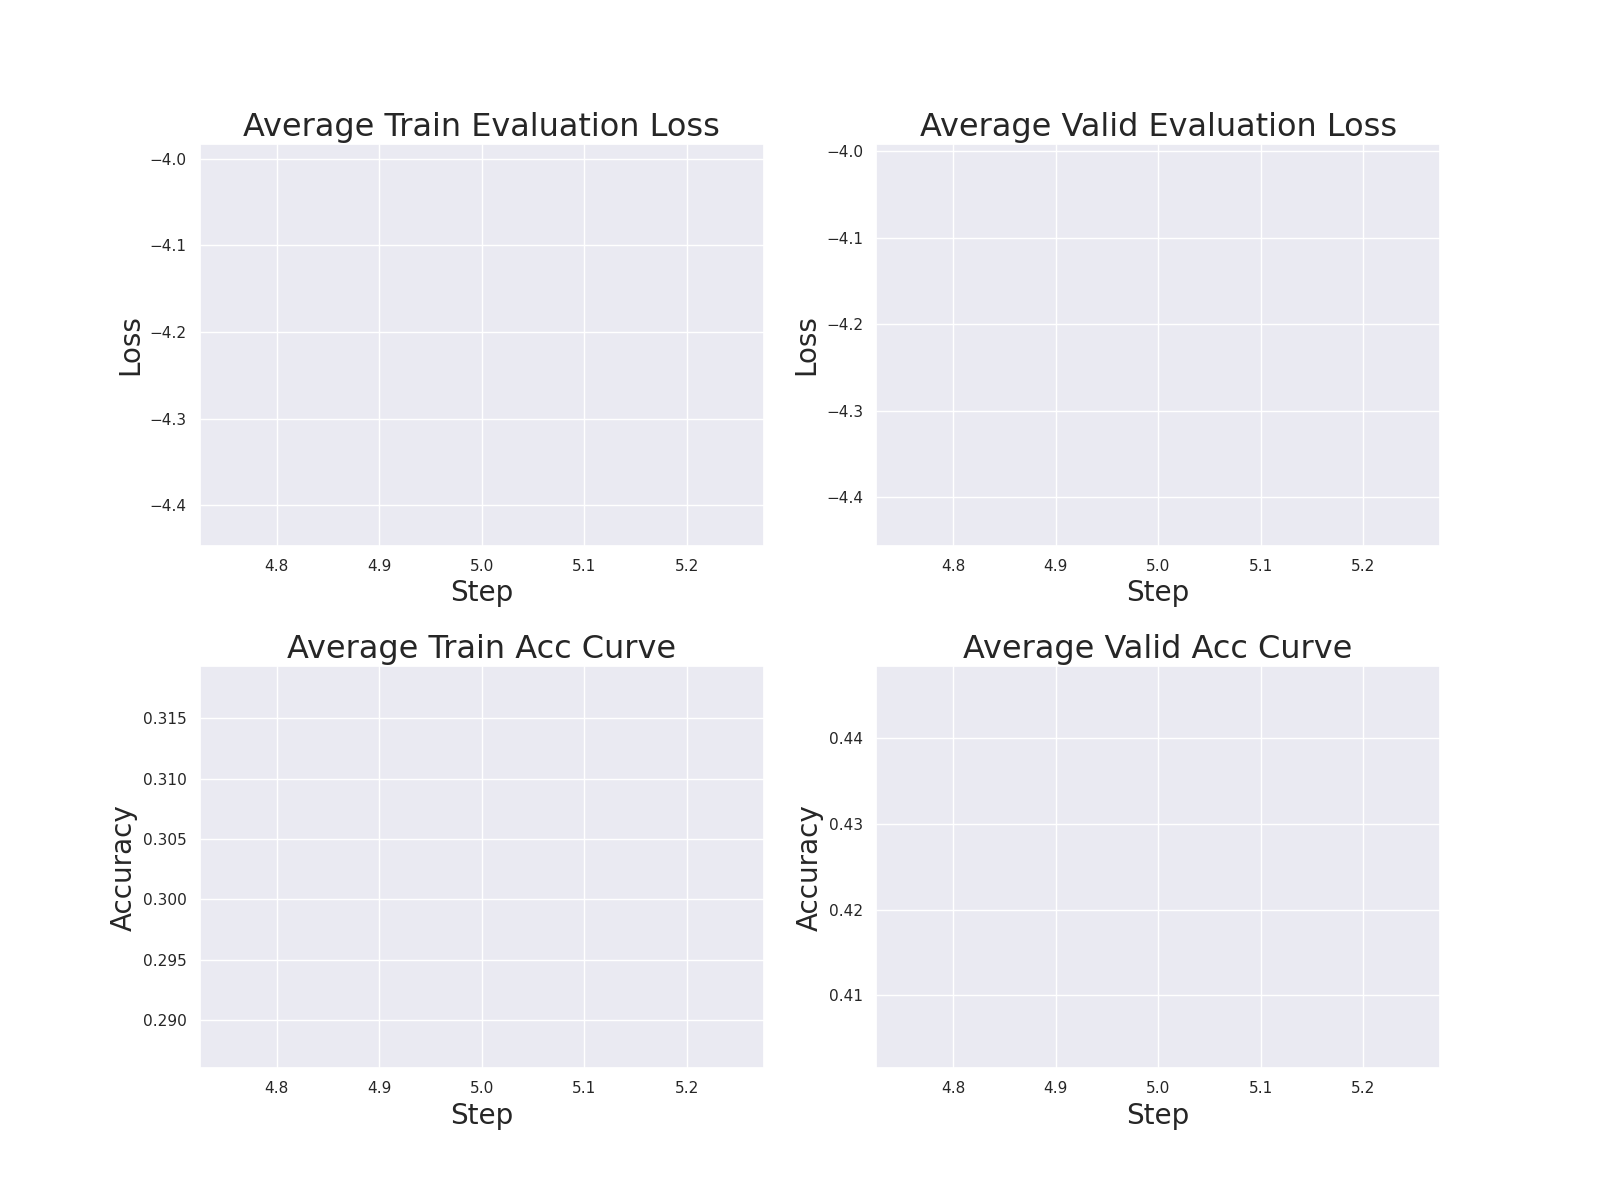 Average Train Evaluation Loss
−4.0
−4.1
−4.2
−4.3
−4.4
Loss
4.8 4.9 5.0 5.1 5.2
Step
Average Valid Evaluation Loss
−4.0
−4.1
−4.2
−4.3
−4.4
Loss
4.8 4.9 5.0 5.1 5.2
Step
Average Train Acc Curve
0.315
0.310
0.305
0.300
0.295
0.290
Accuracy
4.8 4.9 5.0 5.1 5.2
Step
Average Valid Acc Curve
0.44
0.43
0.42
0.41
Accuracy
4.8 4.9 5.0 5.1 5.2
Step